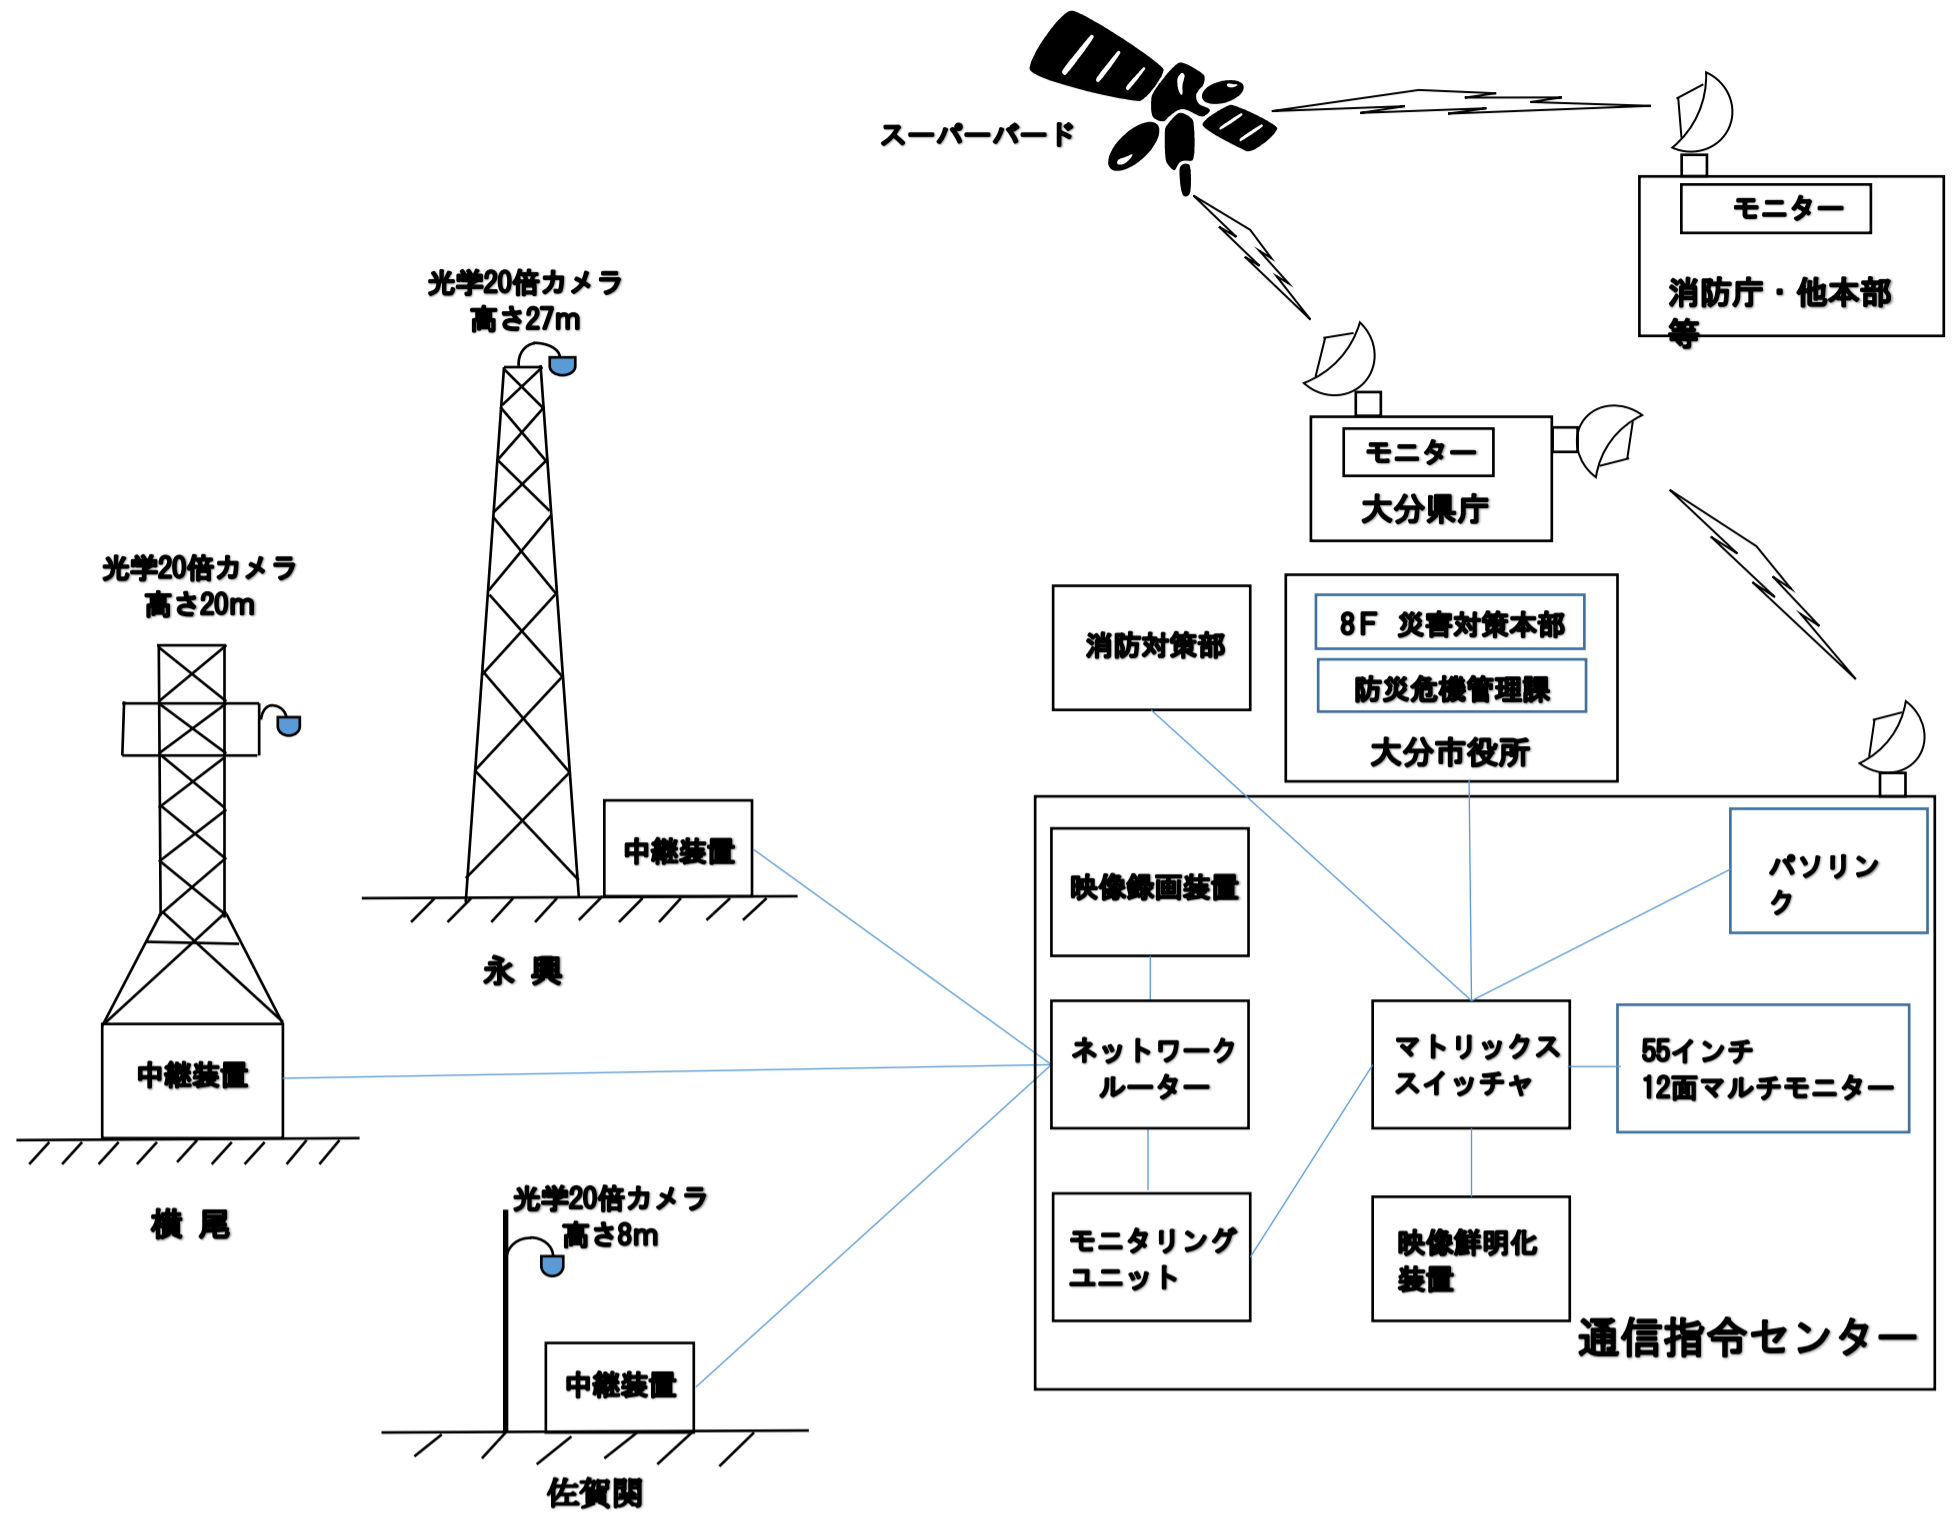 スーパーバード
モニター
消防庁・他本部
等
光学20倍カメラ
高さ27m
モニター
大分県庁
光学20倍カメラ
高さ20m
消防対策部
8F 災害対策本部
防災危機管理課
大分市役所
中継装置
映像録画装置
パソリン
ク
永 興
ネットワーク
ルーター
マトリックス
スイッチャ
55インチ
12面マルチモニター
中継装置
横 尾
光学20倍カメラ
高さ8m
モニタリング
ユニット
映像鮮明化
装置
通信指令センター
中継装置
佐賀関